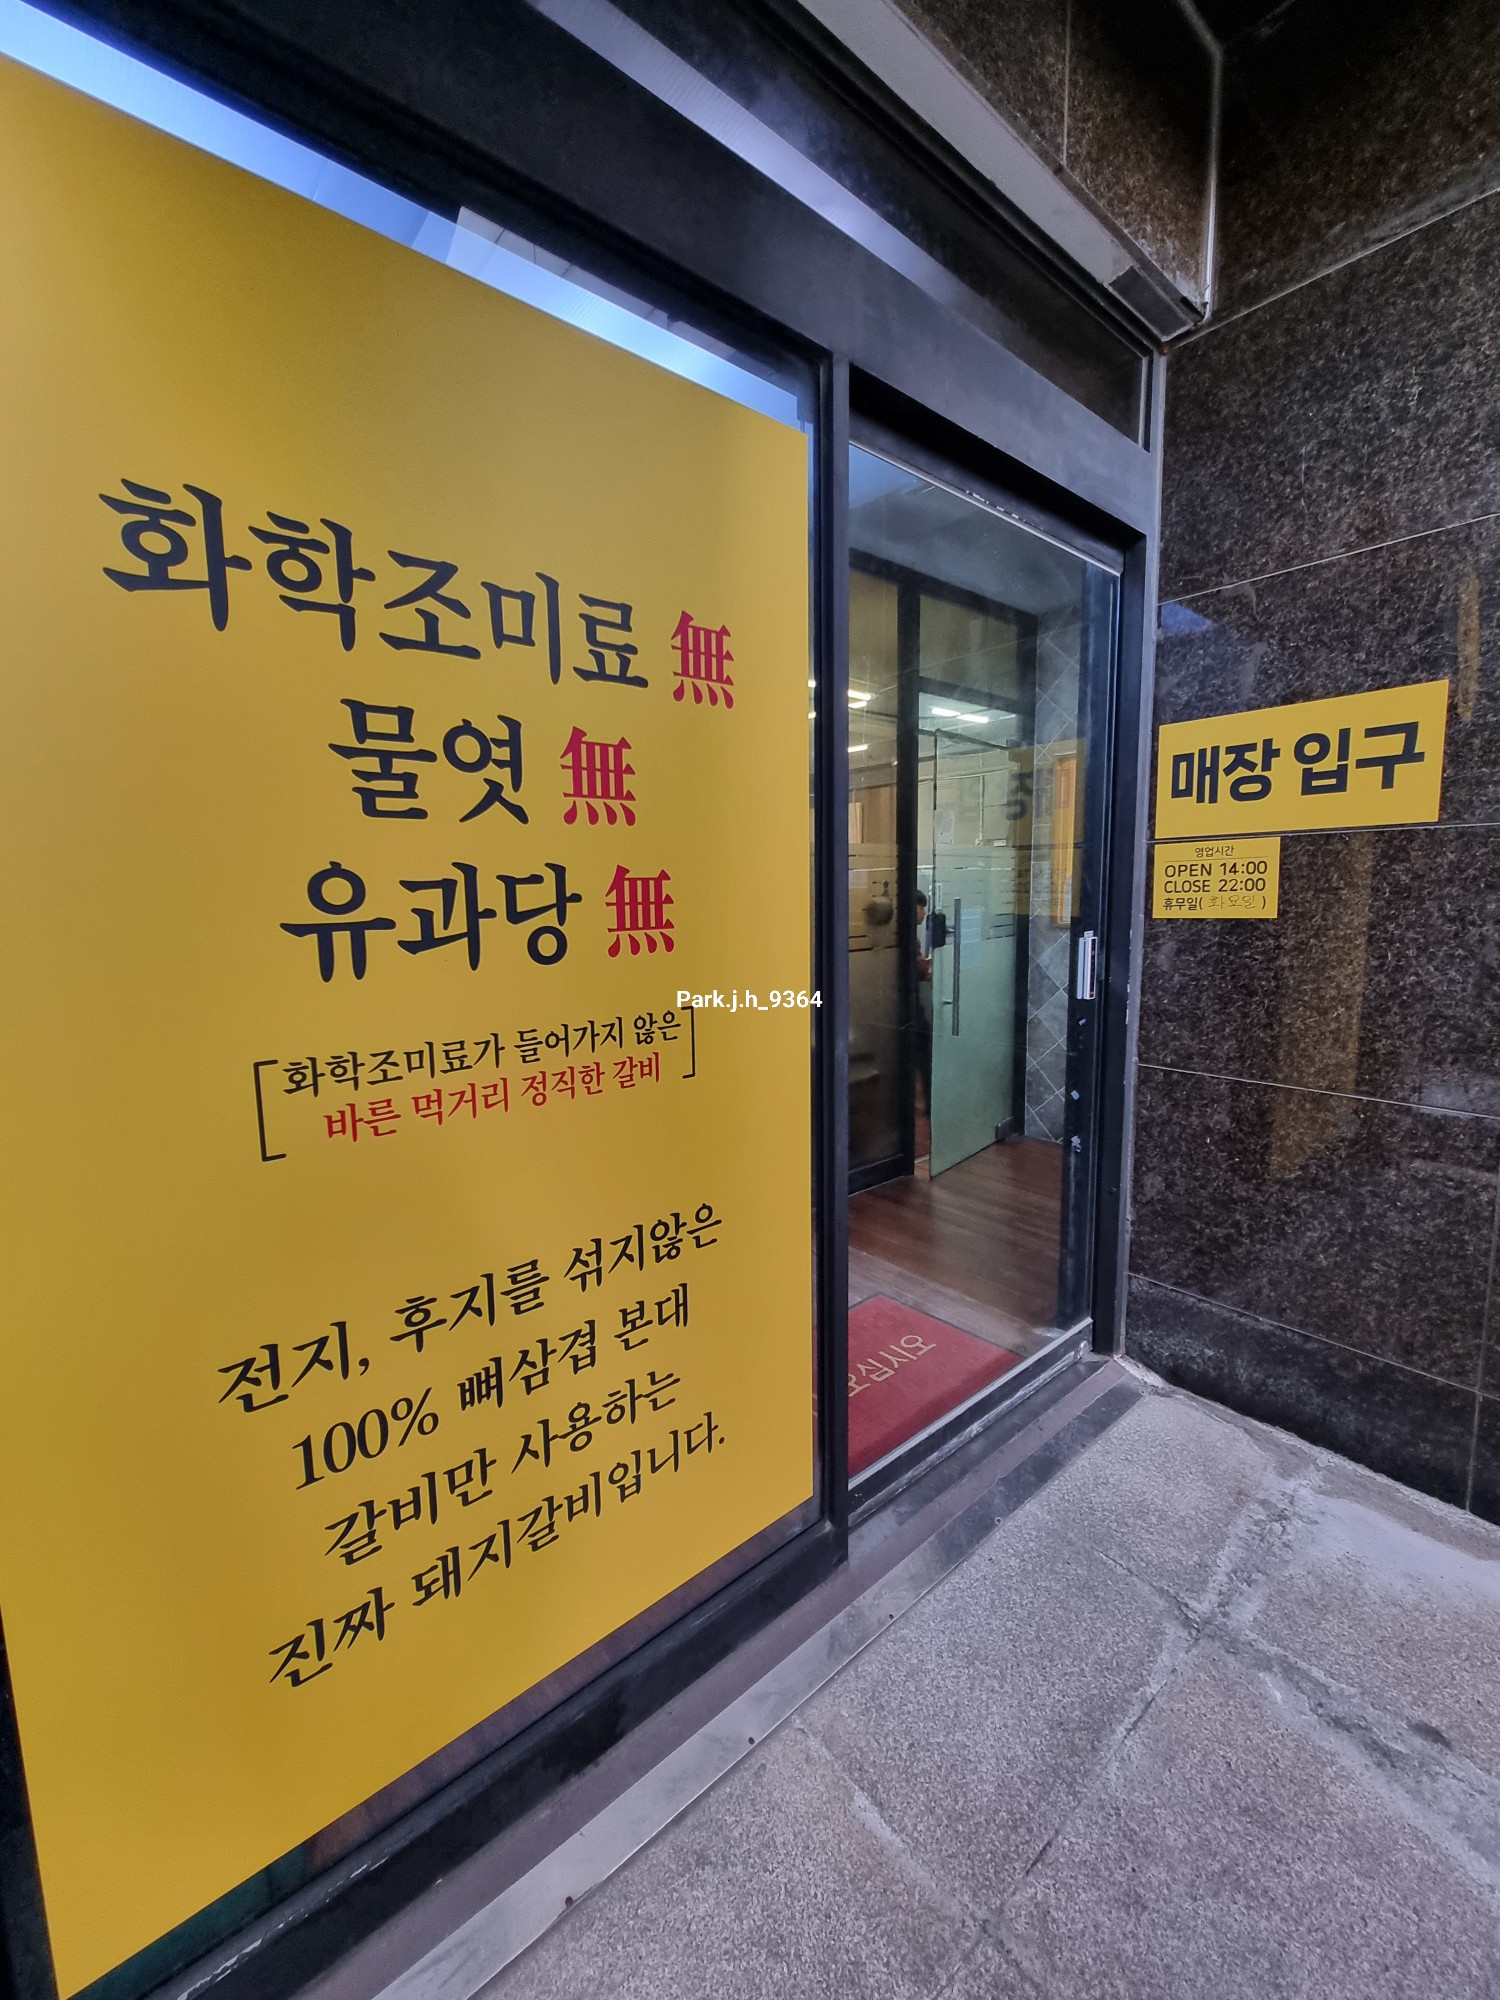 화학조미료 無
물엿 無
유과당 無
화학조미료가 들어가지 않은
바른 먹거리 정직한 갈비
전지, 후지를 섞지않은
100% 뼈삼겹 본대
갈비만 사용하는
진짜 돼지갈비입니다.
Park.j.h_9364
매장 입구
영업시간
OPEN 14:00
CLOSE 22:00
휴무일( 화요일 )
오십시오